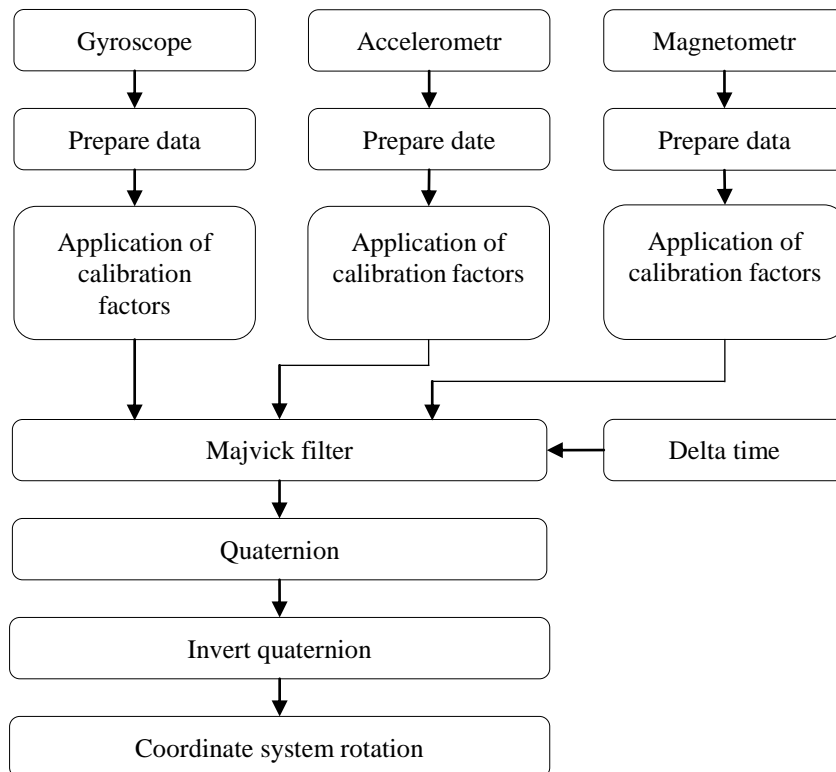 Gyroscope
Accelerometr
Magnetometr
Prepare data
Prepare date
Prepare data
Application of
calibration
factors
Application of
calibration factors
Application of
calibration factors
Majvick filter
Delta time
Quaternion
Invert quaternion
Coordinate system rotation